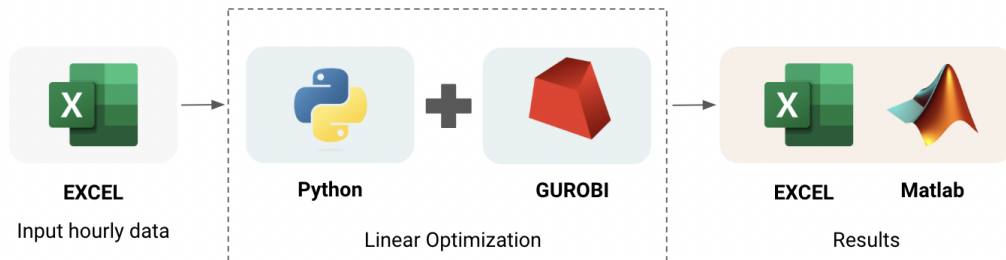 X
X
EXCEL
Python
GUROBI
EXCEL
Matlab
Input hourly data
Linear Optimization
Results